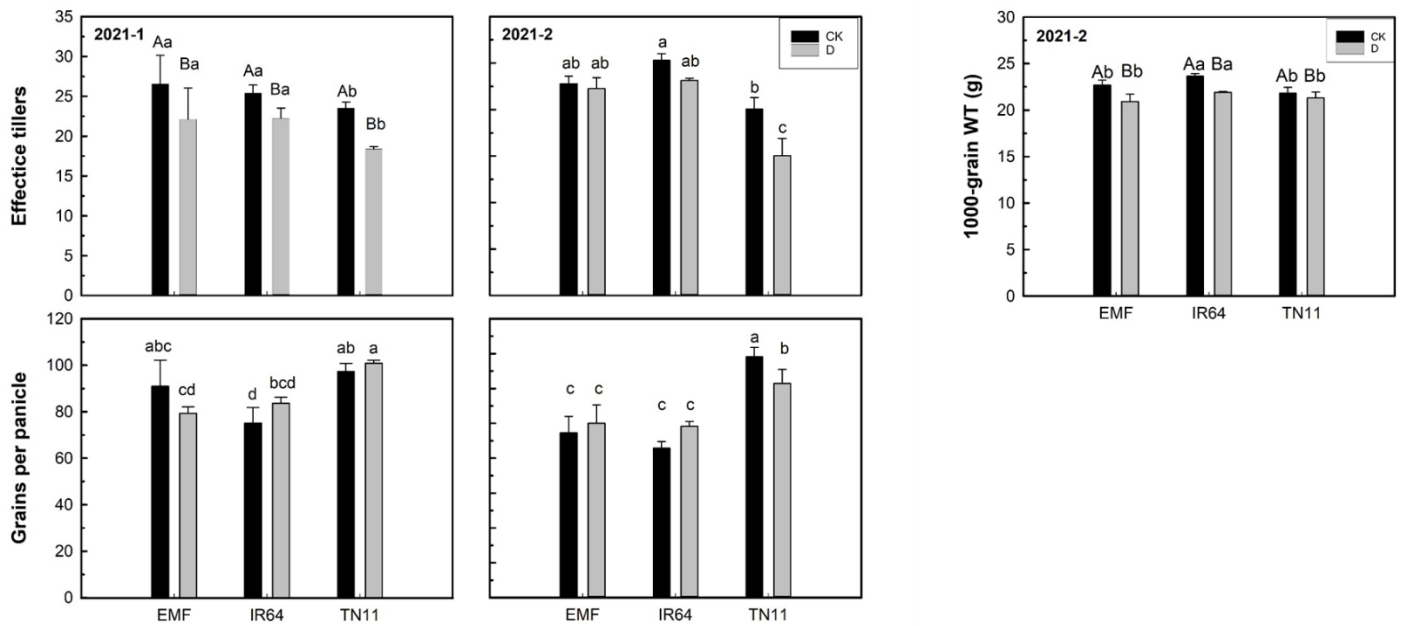 2021-1
Effectice tillers
35
30
25
20
15
10
5
0
Aa
Ba
Aa
Ba
Ab
Bb
2021-2
CK
D
ab
ab
a
ab
b
c
2021-2
CK
D
1000-grain WT (g)
30
25
20
15
10
5
0
Ab
Bb
Aa
Ba
Ab
Bb
EMF
IR64
TN11
Grains per panicle
120
100
80
60
40
20
0
abc
cd
d
bcd
ab
a
EMF
IR64
TN11
c
c
c
c
a
b
EMF
IR64
TN11